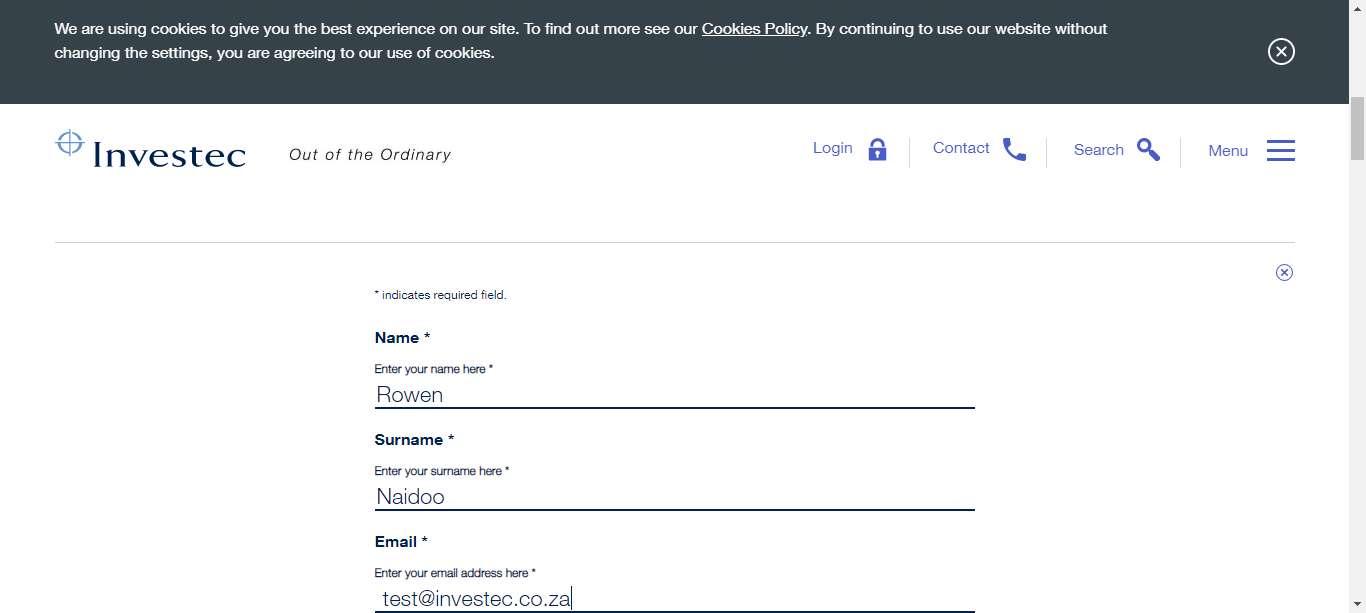 We are using cookies to give you the best experience on our site. To find out more see our Cookies Policy. By continuing to use our website without
changing the settings, you are agreeing to our use of cookies.
Investec
Out of the Ordinary
Login
Contact
Search
Menu
* indicates required field.
Name *
Enter your name here *
Rowen
Surname *
Enter your surname here *
Naidoo
Email *
Enter your email address here *
test@investec.co.za